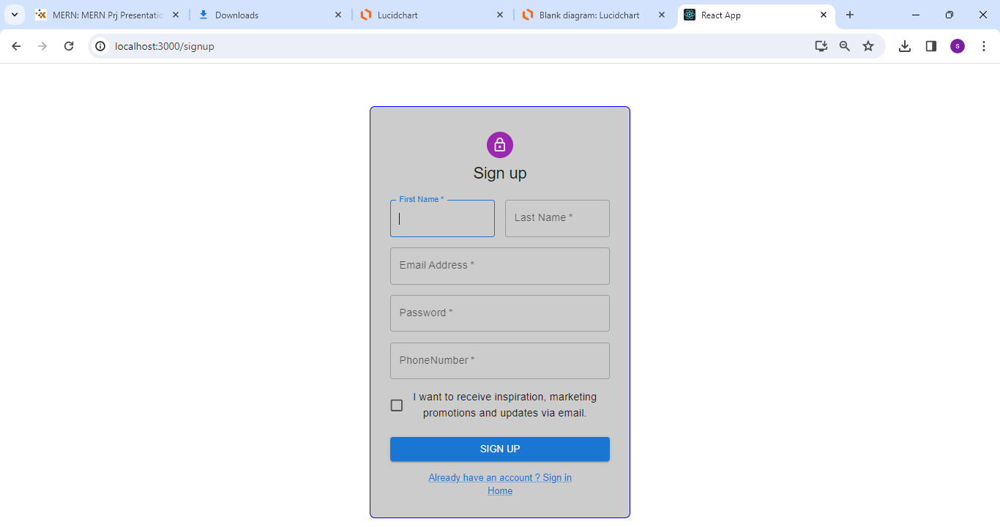 MERN: MERN Prj Presentatic
Downloads
Lucidchart
Blank diagram: Lucidchart
React App
localhost:3000/signup
s
Sign up
First Name *
Last Name *
Email Address *
Password *
PhoneNumber *
I want to receive inspiration, marketing
promotions and updates via email.
SIGN UP
Already have an account ? Sign in
Home